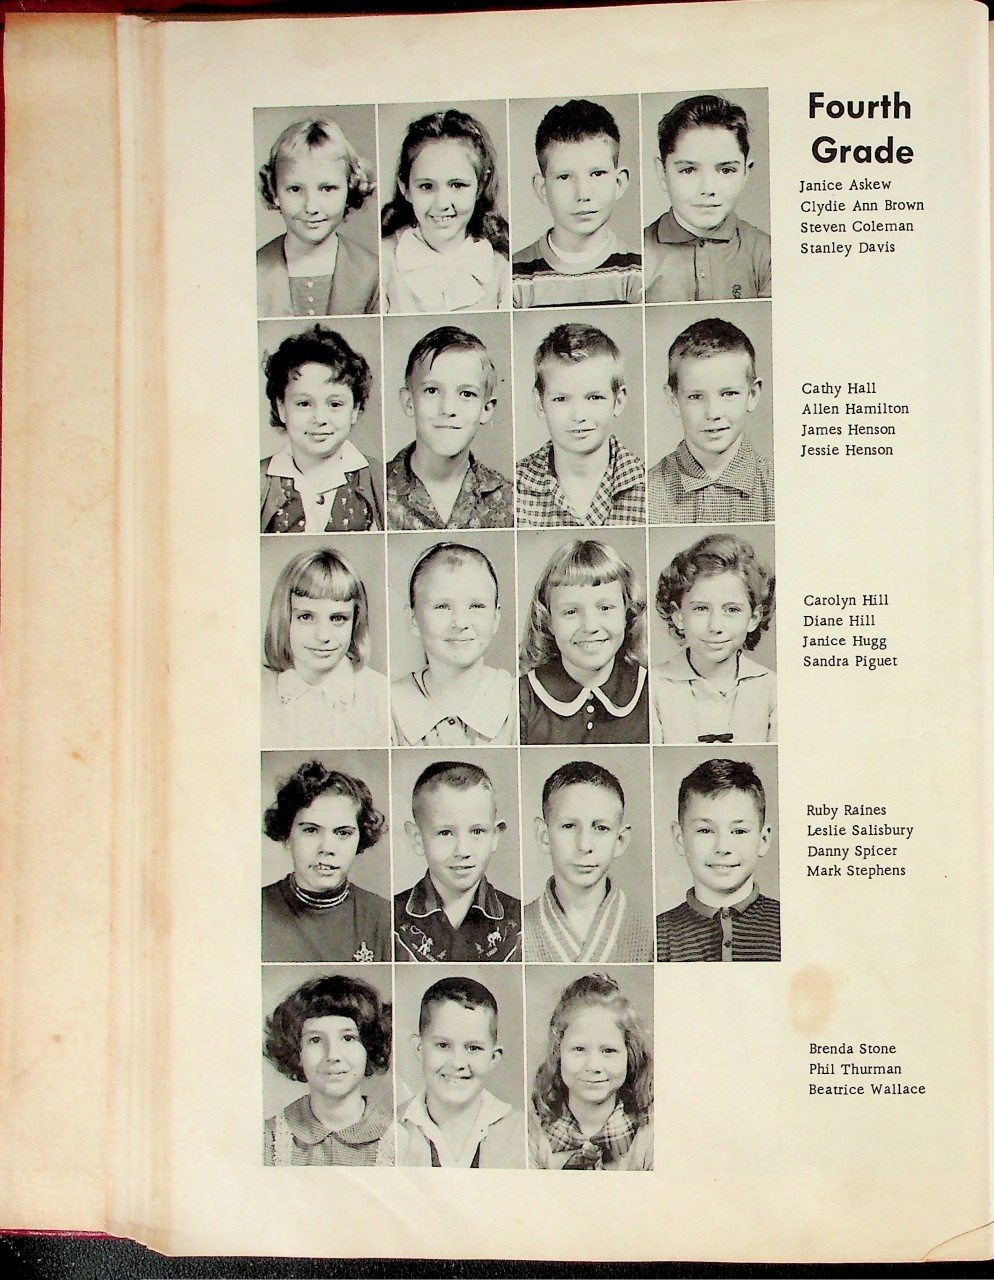 Fourth
Grade
Janice Askew
Clydie Ann Brown
Steven Coleman
Stanley Davis
Cathy Hall
Allen Hamilton
James Henson
Jessie Henson
Carolyn Hill
Diane Hill
Janice Hugg
Sandra Piguet
Ruby Raines
Leslie Salisbury
Danny Spicer
Mark Stephens
Brenda Stone
Phil Thurman
Beatrice Wallace